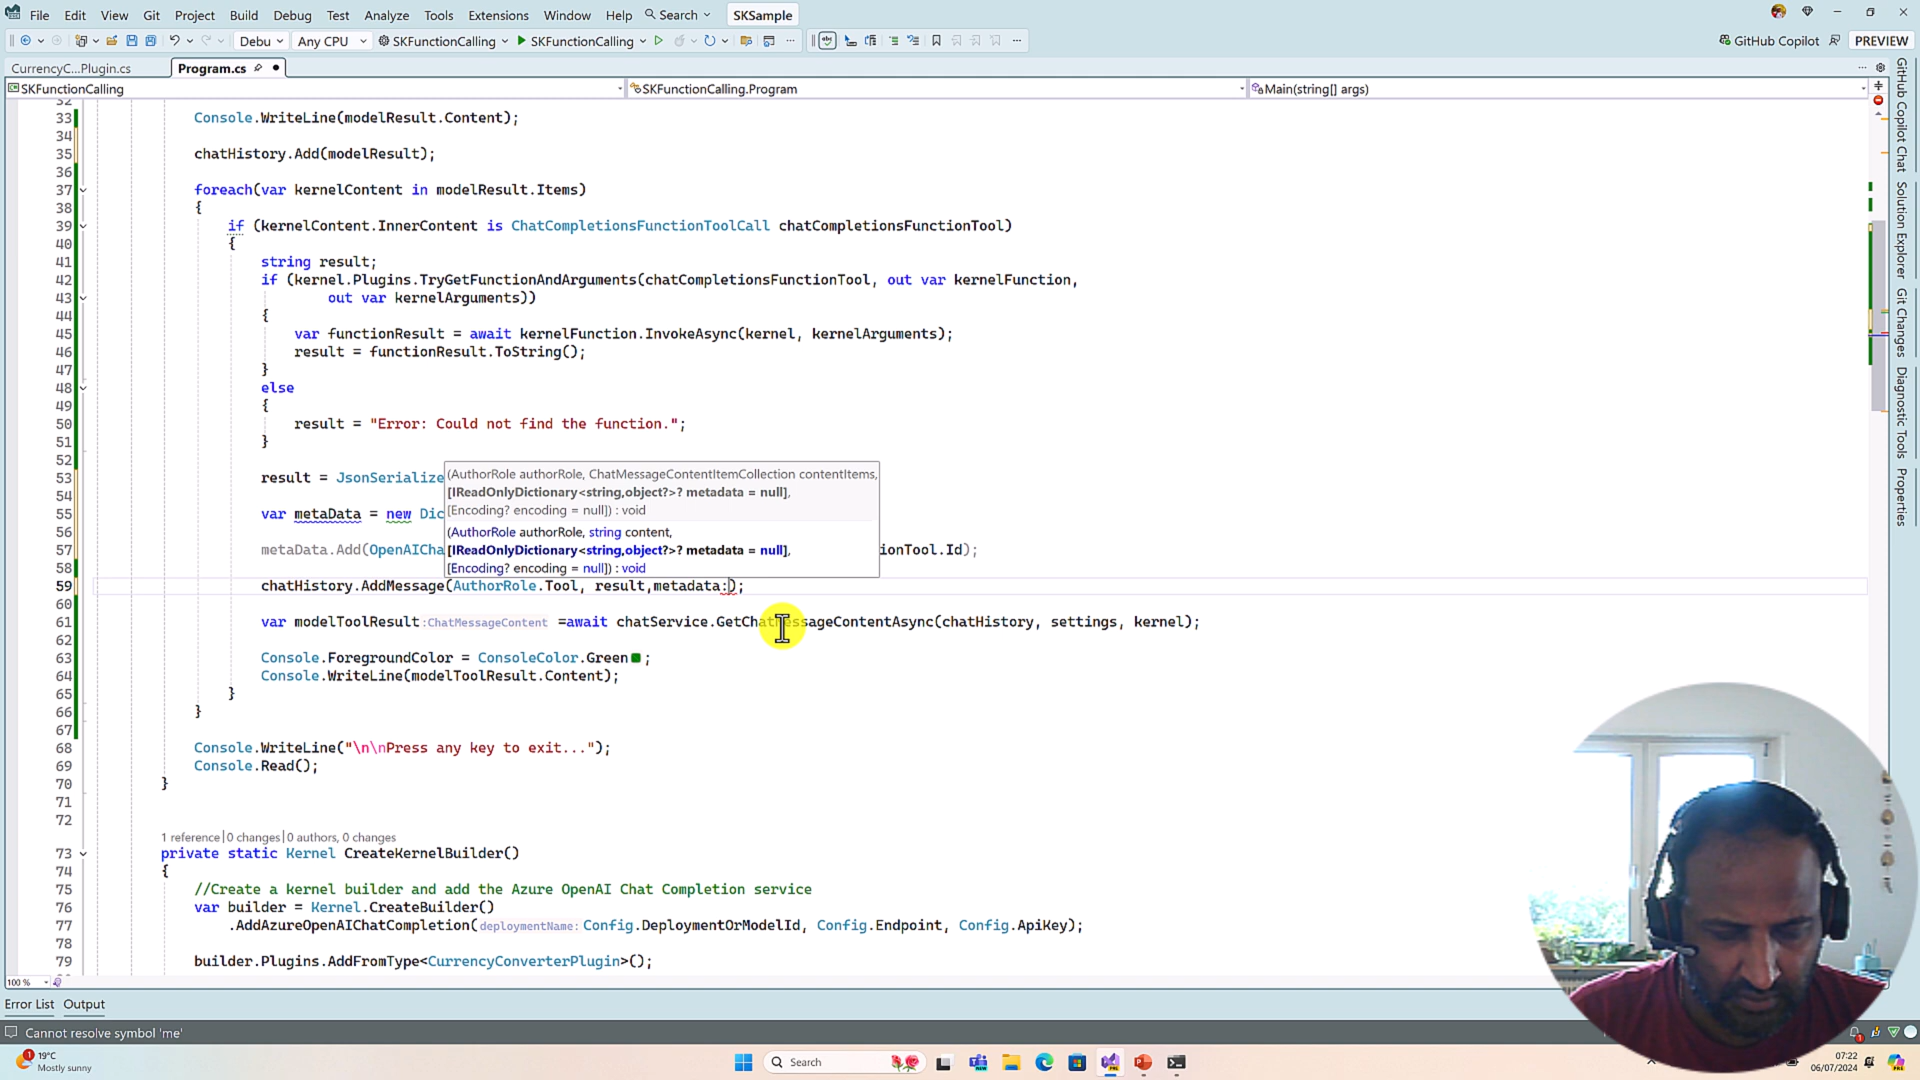 File Edit View Git Project Build Debug Test Analyze Tools Extensions Window Help Search SKSample
Debu Any CPU SKFunctionCalling SKFunctionCalling GitHub Copilot PREVIEW
CurrencyC...Plugin.cs Program.cs
SKFunctionCalling SKFunctionCalling.Program Main(string[] args)
32
33 Console.WriteLine(modelResult.Content);
34
35 chatHistory.Add(modelResult);
36
37 foreach(var kernelContent in modelResult.Items)
38 {
39 if (kernelContent.InnerContent is ChatCompletionsFunctionToolCall chatCompletionsFunctionTool)
40 {
41 string result;
42 if (kernel.Plugins.TryGetFunctionAndArguments(chatCompletionsFunctionTool, out var kernelFunction,
43 out var kernelArguments))
44 {
45 var functionResult = await kernelFunction.InvokeAsync(kernel, kernelArguments);
46 result = functionResult.ToString();
47 }
48 else
49 {
50 result = "Error: Could not find the function.";
51 }
52
53 result = JsonSerialize
54
55 var metaData = new Dic
56
57 metaData.Add(OpenAICha ionTool.Id);
58
(AuthorRole authorRole, ChatMessageContentItemCollection contentItems,
[IReadOnlyDictionary<string,object?>? metadata = null],
[Encoding? encoding = null]) : void
(AuthorRole authorRole, string content,
[IReadOnlyDictionary<string,object?>? metadata = null],
[Encoding? encoding = null]) : void
59 chatHistory.AddMessage(AuthorRole.Tool, result,metadata:);
60
61 var modelToolResult:ChatMessageContent =await chatService.GetChatMessageContentAsync(chatHistory, settings, kernel);
62
63 Console.ForegroundColor = ConsoleColor.Green;
64 Console.WriteLine(modelToolResult.Content);
65 }
66 }
67
68 Console.WriteLine("\n\nPress any key to exit...");
69 Console.Read();
70 }
71
72
1 reference|0 changes|0 authors, 0 changes
73 private static Kernel CreateKernelBuilder()
74 {
75 //Create a kernel builder and add the Azure OpenAI Chat Completion service
76 var builder = Kernel.CreateBuilder()
77 .AddAzureOpenAIChatCompletion(deploymentName: Config.DeploymentOrModelId, Config.Endpoint, Config.ApiKey);
78
79 builder.Plugins.AddFromType<CurrencyConverterPlugin>();
100 %
Error List Output
Cannot resolve symbol 'me'
GitHub Copilot Chat
Solution Explorer
Git Changes
Diagnostic Tools
Properties
1
19°C
Mostly sunny
Search
07:22
06/07/2024